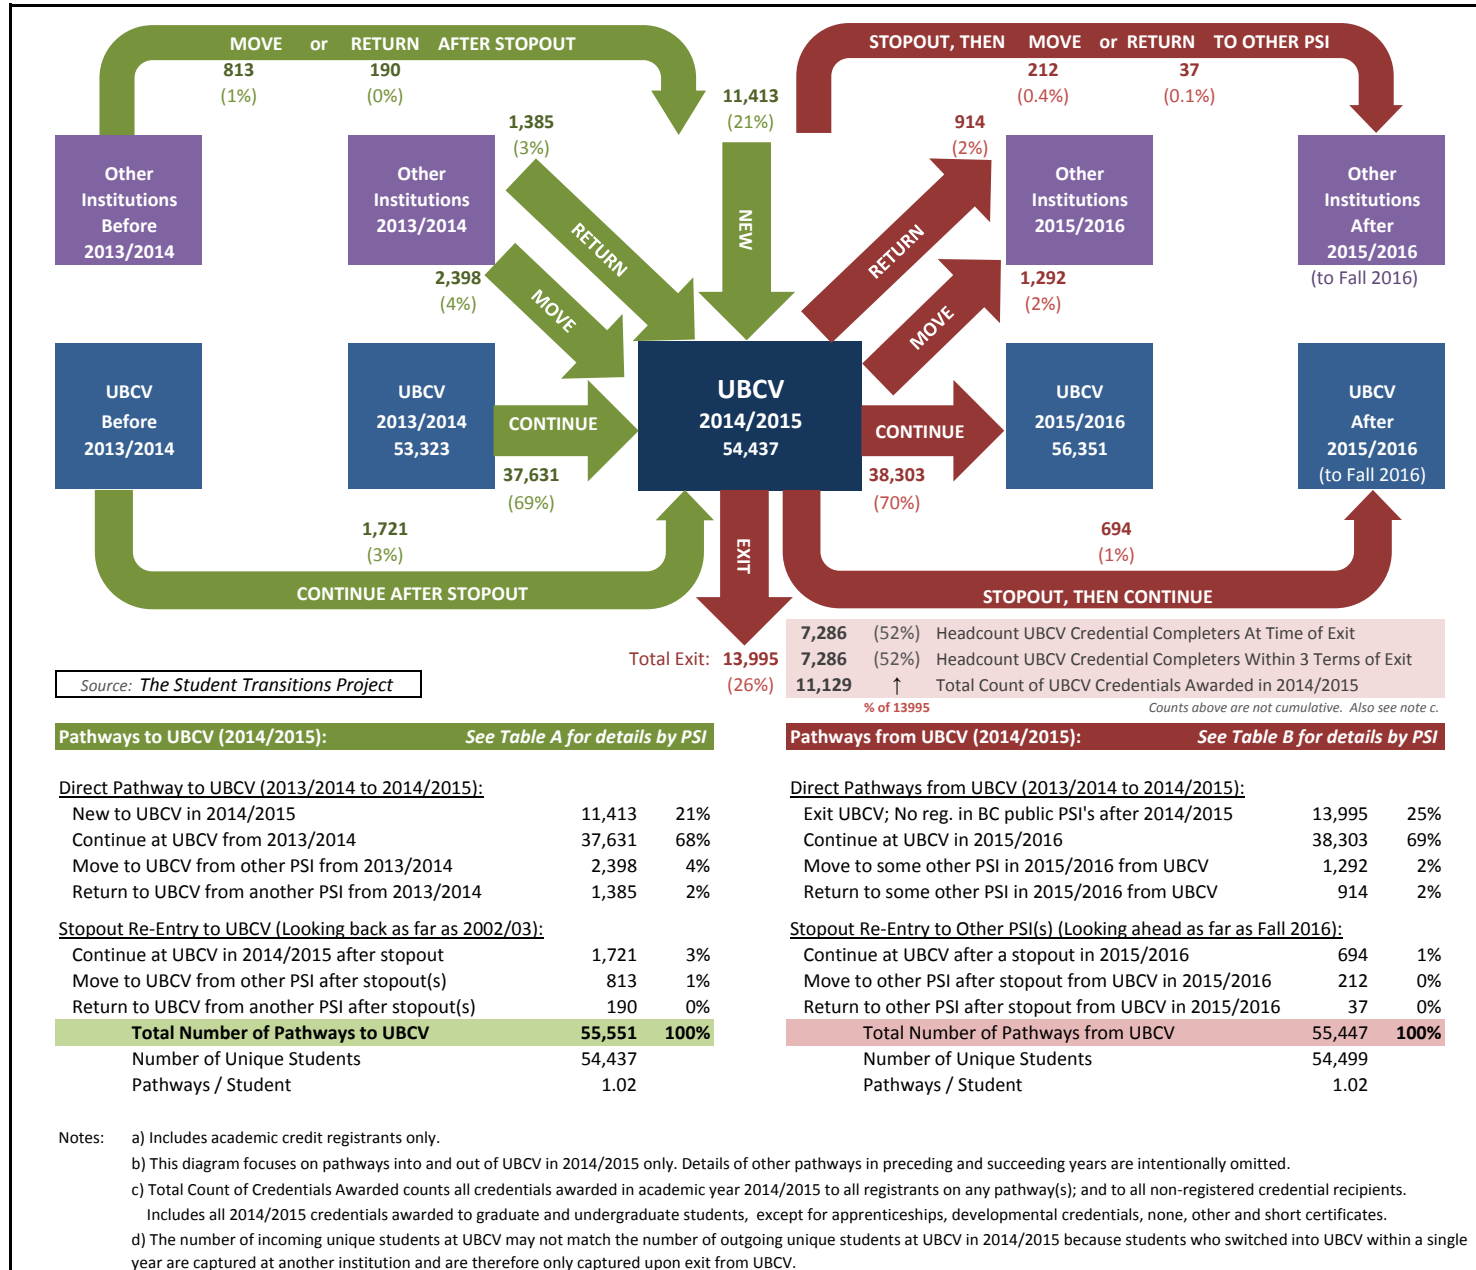 MOVE or RETURN AFTER STOPOUT
813 190
(1%) (0%)
STOPOUT, THEN MOVE or RETURN TO OTHER PSI
212 37
(0.4%) (0.1%)
11,413
(21%)
1,385
(3%)
914
(2%)
Other
Institutions
Before
2013/2014
Other
Institutions
2013/2014
NEW
Other
Institutions
2015/2016
Other
Institutions
After
2015/2016
(to Fall 2016)
RETURN
RETURN
2,398
(4%)
MOVE
MOVE
1,292
(2%)
UBCV
Before
2013/2014
UBCV
2013/2014
53,323
CONTINUE
37,631
(69%)
UBCV
2014/2015
54,437
CONTINUE
38,303
(70%)
UBCV
2015/2016
56,351
UBCV
After
2015/2016
(to Fall 2016)
1,721
(3%)
CONTINUE AFTER STOPOUT
EXIT
694
(1%)
STOPOUT, THEN CONTINUE
Total Exit: 13,995
(26%)
7,286 (52%) Headcount UBCV Credential Completers At Time of Exit
7,286 (52%) Headcount UBCV Credential Completers Within 3 Terms of Exit
11,129 ↑ Total Count of UBCV Credentials Awarded in 2014/2015
% of 13995 Counts above are not cumulative. Also see note c.
Source: The Student Transitions Project
Pathways to UBCV (2014/2015): See Table A for details by PSI
Direct Pathway to UBCV (2013/2014 to 2014/2015):
New to UBCV in 2014/2015 11,413 21%
Continue at UBCV from 2013/2014 37,631 68%
Move to UBCV from other PSI from 2013/2014 2,398 4%
Return to UBCV from another PSI from 2013/2014 1,385 2%
Stopout Re-Entry to UBCV (Looking back as far as 2002/03):
Continue at UBCV in 2014/2015 after stopout 1,721 3%
Move to UBCV from other PSI after stopout(s) 813 1%
Return to UBCV from another PSI after stopout(s) 190 0%
Total Number of Pathways to UBCV 55,551 100%
Number of Unique Students 54,437
Pathways / Student 1.02
Pathways from UBCV (2014/2015): See Table B for details by PSI
Direct Pathways from UBCV (2013/2014 to 2014/2015):
Exit UBCV; No reg. in BC public PSI's after 2014/2015 13,995 25%
Continue at UBCV in 2015/2016 38,303 69%
Move to some other PSI in 2015/2016 from UBCV 1,292 2%
Return to some other PSI in 2015/2016 from UBCV 914 2%
Stopout Re-Entry to Other PSI(s) (Looking ahead as far as Fall 2016):
Continue at UBCV after a stopout in 2015/2016 694 1%
Move to other PSI after stopout from UBCV in 2015/2016 212 0%
Return to other PSI after stopout from UBCV in 2015/2016 37 0%
Total Number of Pathways from UBCV 55,447 100%
Number of Unique Students 54,499
Pathways / Student 1.02
Notes: a) Includes academic credit registrants only.
b) This diagram focuses on pathways into and out of UBCV in 2014/2015 only. Details of other pathways in preceding and succeeding years are intentionally omitted.
c) Total Count of Credentials Awarded counts all credentials awarded in academic year 2014/2015 to all registrants on any pathway(s); and to all non-registered credential recipients.
Includes all 2014/2015 credentials awarded to graduate and undergraduate students, except for apprenticeships, developmental credentials, none, other and short certificates.
d) The number of incoming unique students at UBCV may not match the number of outgoing unique students at UBCV in 2014/2015 because students who switched into UBCV within a single
year are captured at another institution and are therefore only captured upon exit from UBCV.